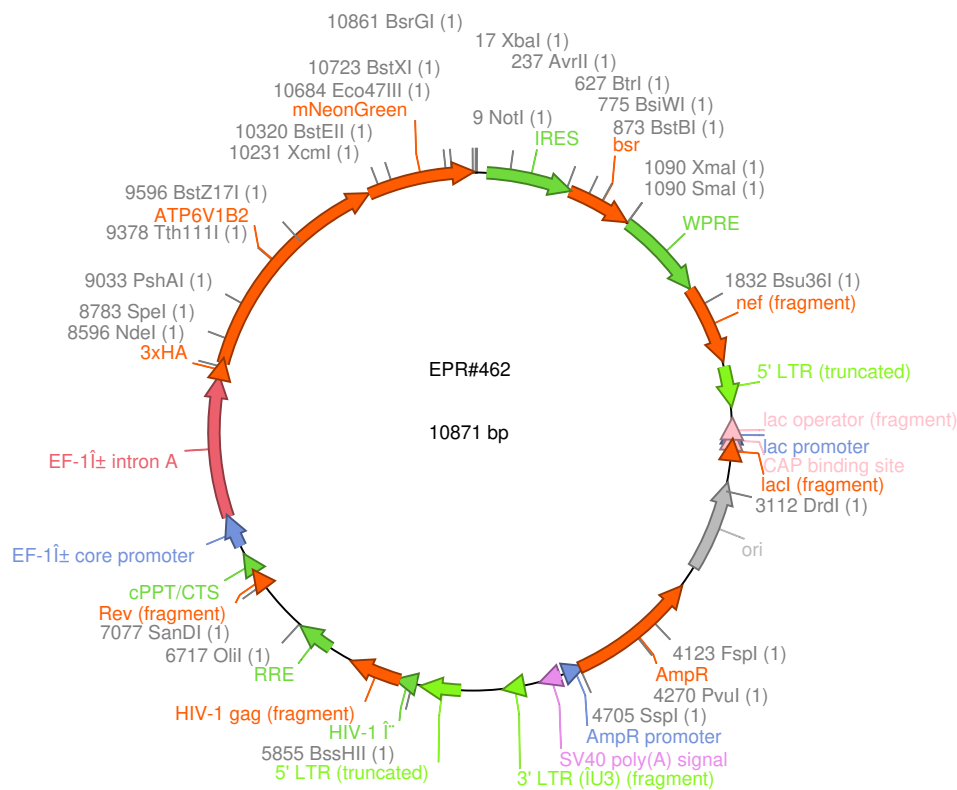 10861 BsrGI (1)
17 XbaI (1)
237 AvrII (1)
10723 BstXI (1)
627 BtrI (1)
10684 Eco47III (1)
775 BsiWI (1)
mNeonGreen
9 NotI (1)
873 BstBI (1)
10320 BstEII (1)
IRES
bsr
10231 XcmI (1)
1090 XmaI (1)
9596 BstZ17I (1)
1090 SmaI (1)
ATP6V1B2
WPRE
9378 Tth111I (1)
9033 PshAI (1)
1832 Bsu36I (1)
nef (fragment)
8783 SpeI (1)
8596 NdeI (1)
3xHA
EPR#462
5' LTR (truncated)
lac operator (fragment)
10871 bp
lac promoter
EF-1Î± intron A
CAP binding site
lacI (fragment)
3112 DrdI (1)
ori
EF-1Î± core promoter
cPPT/CTS
Rev (fragment)
7077 SanDI (1)
6717 OliI (1)
4123 FspI (1)
RRE
AmpR
4270 PvuI (1)
HIV-1 gag (fragment)
4705 SspI (1)
HIV-1 Î¨
AmpR promoter
5855 BssHII (1)
SV40 poly(A) signal
5' LTR (truncated)
3' LTR (ÎU3) (fragment)